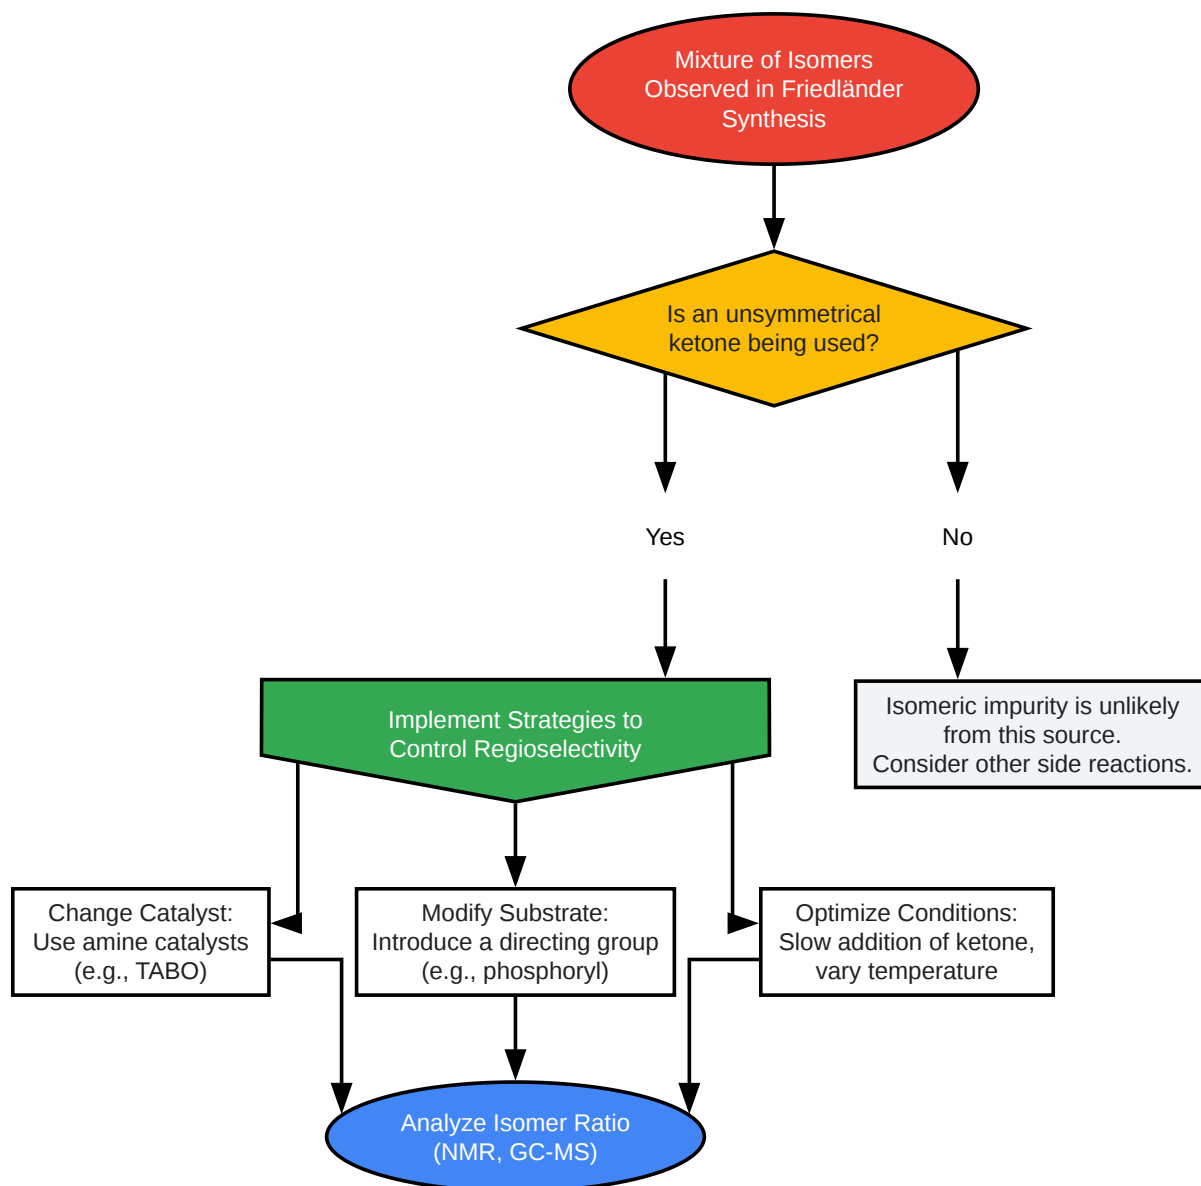 Mixture of Isomers
Observed in Friedländer
Synthesis
Is an unsymmetrical
ketone being used?
Yes
No
Implement Strategies to
Control Regioselectivity
Isomeric impurity is unlikely
from this source.
Consider other side reactions.
Change Catalyst:
Use amine catalysts
(e.g., TABO)
Modify Substrate:
Introduce a directing group
(e.g., phosphoryl)
Optimize Conditions:
Slow addition of ketone,
vary temperature
Analyze Isomer Ratio
(NMR, GC-MS)